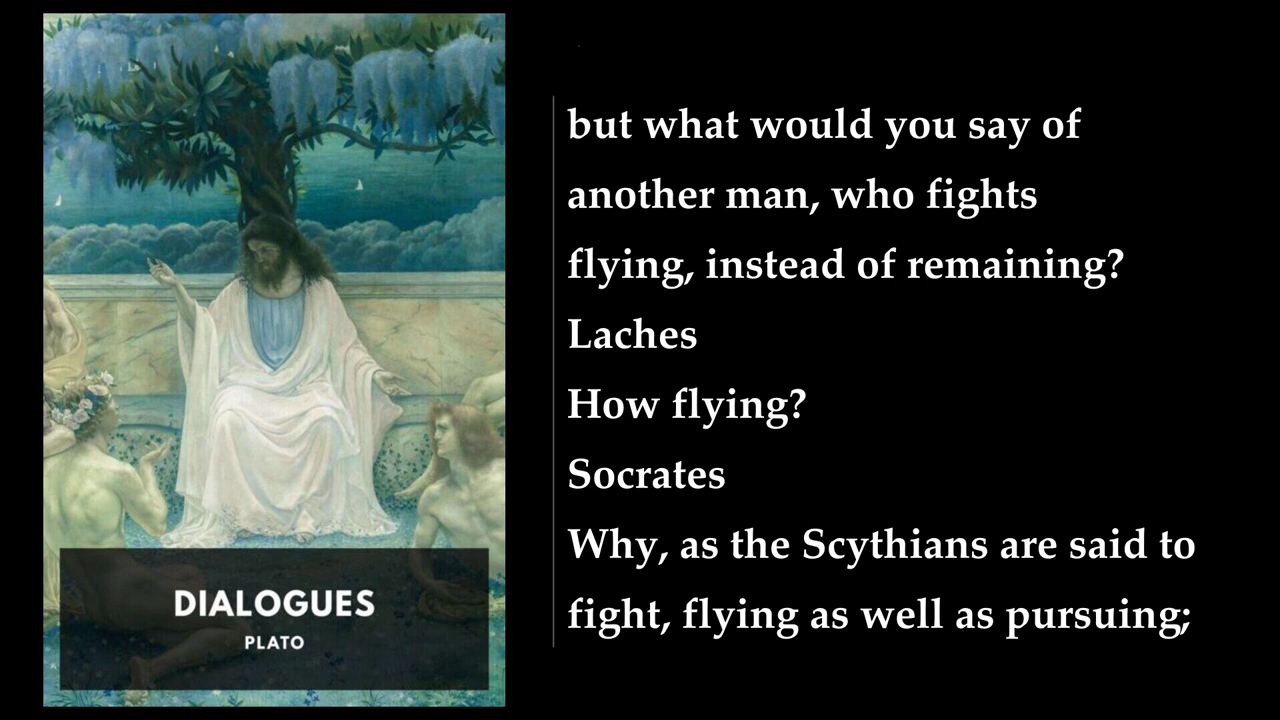 DIALOGUES
PLATO
but what would you say of
another man, who fights
flying, instead of remaining?
Laches
How flying?
Socrates
Why, as the Scythians are said to
fight, flying as well as pursuing;